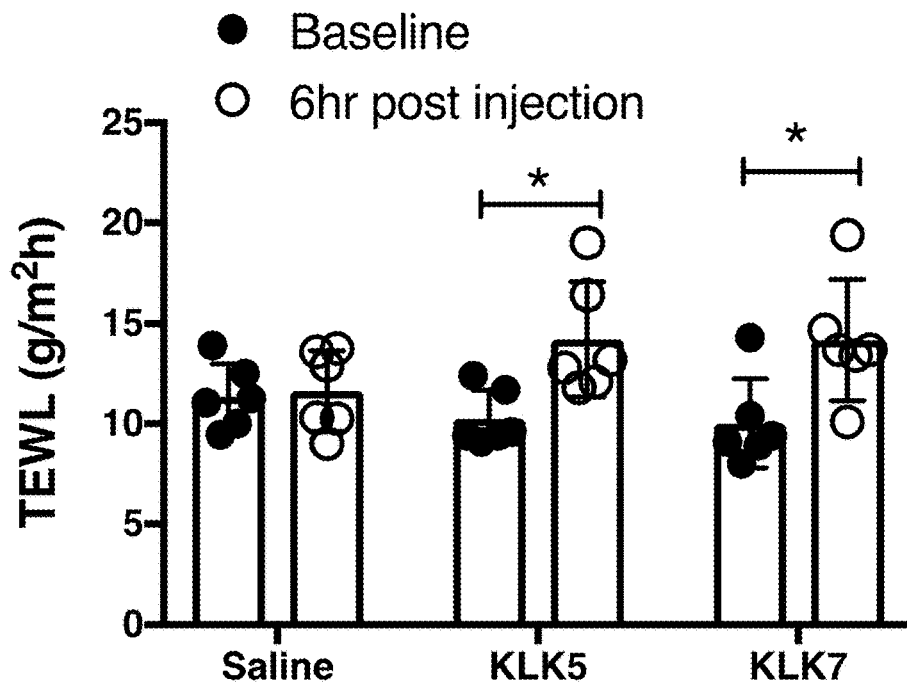 Baseline
6hr post injection
25
20
15
10
5
0
TEWL (g/m²h)
*
*
Saline
KLK5
KLK7